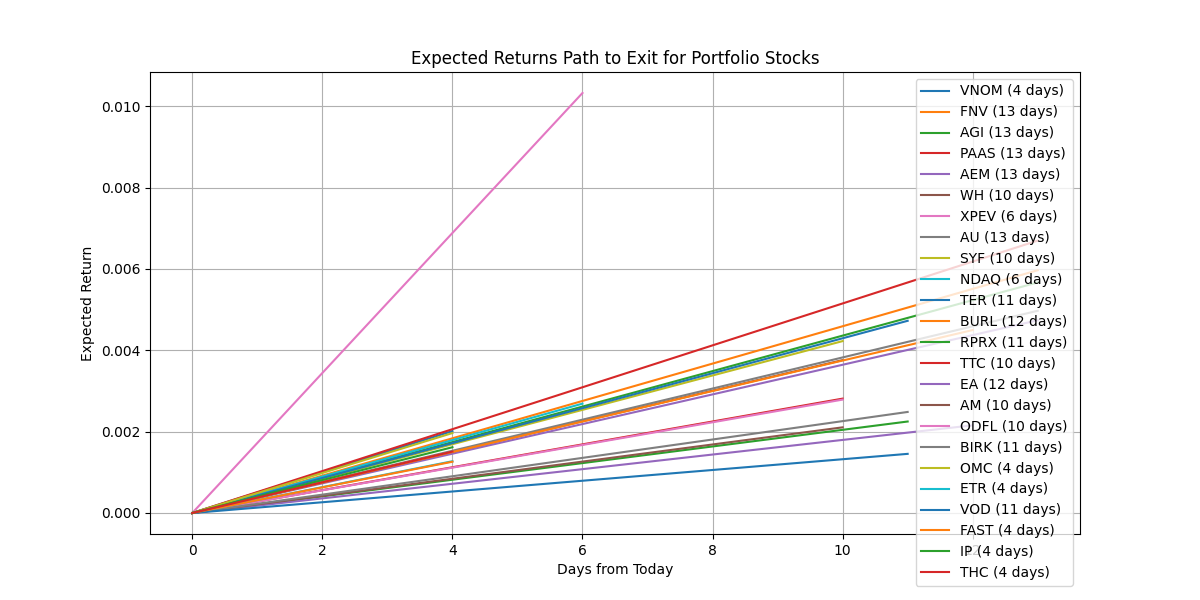 Expected Returns Path to Exit for Portfolio Stocks
Expected Return
0.010
0.008
0.006
0.004
0.002
0.000
0
2
4
6
8
10
12
Days from Today
VNOM (4 days)
FNV (13 days)
AGI (13 days)
PAAS (13 days)
AEM (13 days)
WH (10 days)
XPEV (6 days)
AU (13 days)
SYF (10 days)
NDAQ (6 days)
TER (11 days)
BURL (12 days)
RPRX (11 days)
TTC (10 days)
EA (12 days)
AM (10 days)
ODFL (10 days)
BIRK (11 days)
OMC (4 days)
ETR (4 days)
VOD (11 days)
FAST (4 days)
IP (4 days)
THC (4 days)